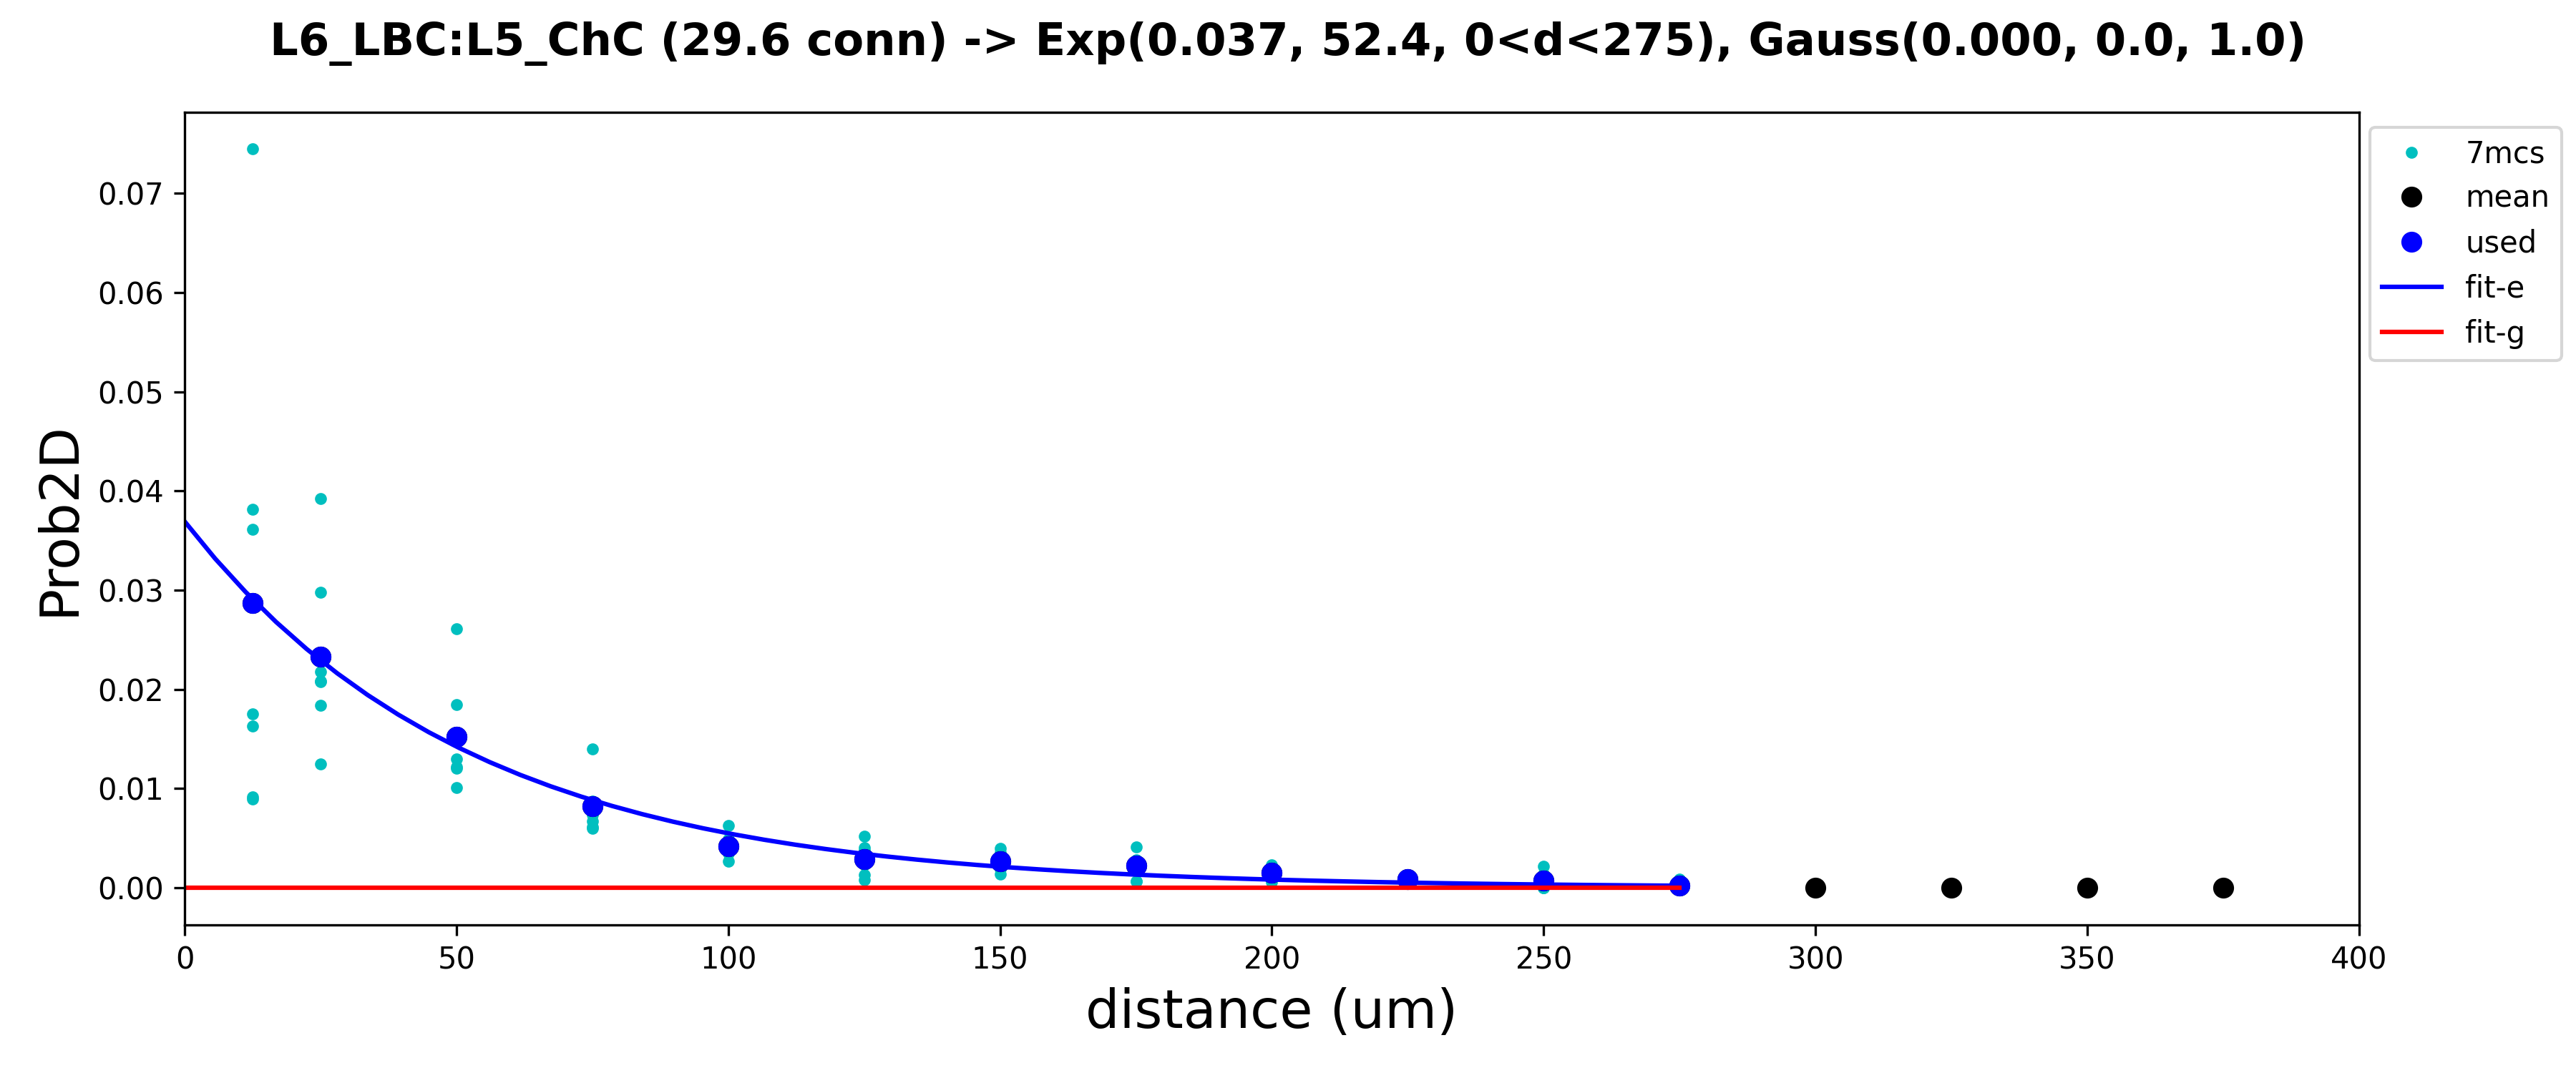 L6_LBC:L5_ChC (29.6 conn) -> Exp(0.037, 52.4, 0<d<275), Gauss(0.000, 0.0, 1.0)
7mcs
mean
used
fit-e
fit-g
Prob2D
0.07
0.06
0.05
0.04
0.03
0.02
0.01
0.00
0 50 100 150 200 250 300 350 400
distance (um)